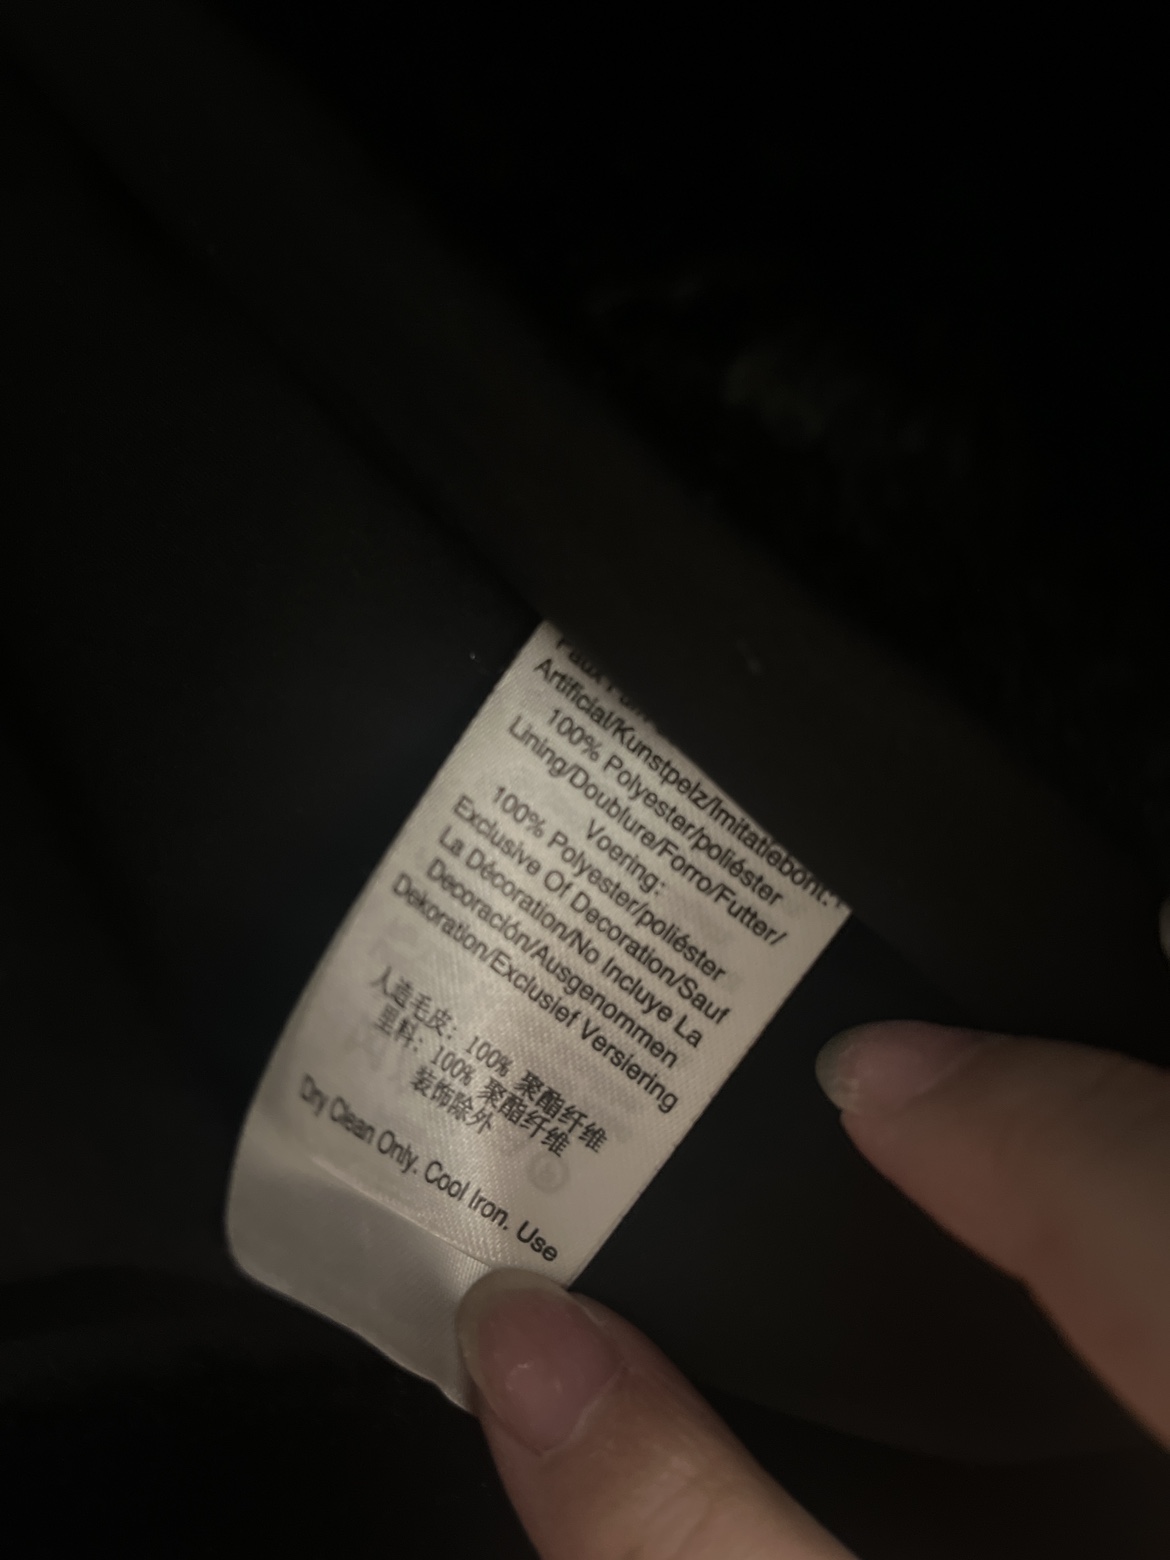 Faux
Artificial/Kunstpelz/Imitatiebont:
100% Polyester/poliéster
Lining/Doublure/Forro/Futter/
Voering:
100% Polyester/poliéster
Exclusive Of Decoration/Sauf
La Décoration/No Incluye La
Decoración/Ausgenommen
Dekoration/Exclusief Versiering
人造毛皮: 100% 聚酯纤维
里料: 100% 聚酯纤维
装饰除外
Dry Clean Only. Cool Iron. Use